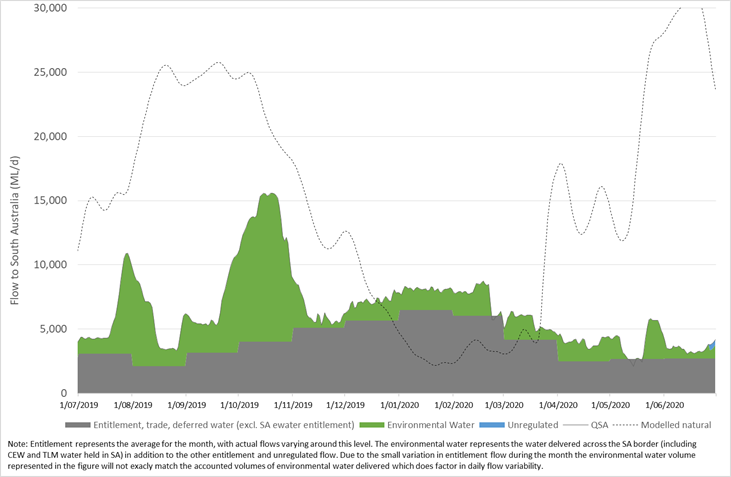 30,000
25,000
20,000
15,000
10,000
5,000
0
Flow to South Australia (ML/d)
1/07/2019 1/08/2019 1/09/2019 1/10/2019 1/11/2019 1/12/2019 1/01/2020 1/02/2020 1/03/2020 1/04/2020 1/05/2020 1/06/2020
Entitlement, trade, deferred water (excl. SA ewater entitlement) Environmental Water Unregulated QSA Modelled natural
Note: Entitlement represents the average for the month, with actual flows varying around this level. The environmental water represents the water delvered across the SA border (including
CEW and TLM water held in SA) in addition to the other entitlement and unregulated flow. Due to the small variation in entitlement flow during the month the environmental water volume
represented in the figure will not exacly match the accounted volumes of environmental water delivered which does factor in daily flow variability.